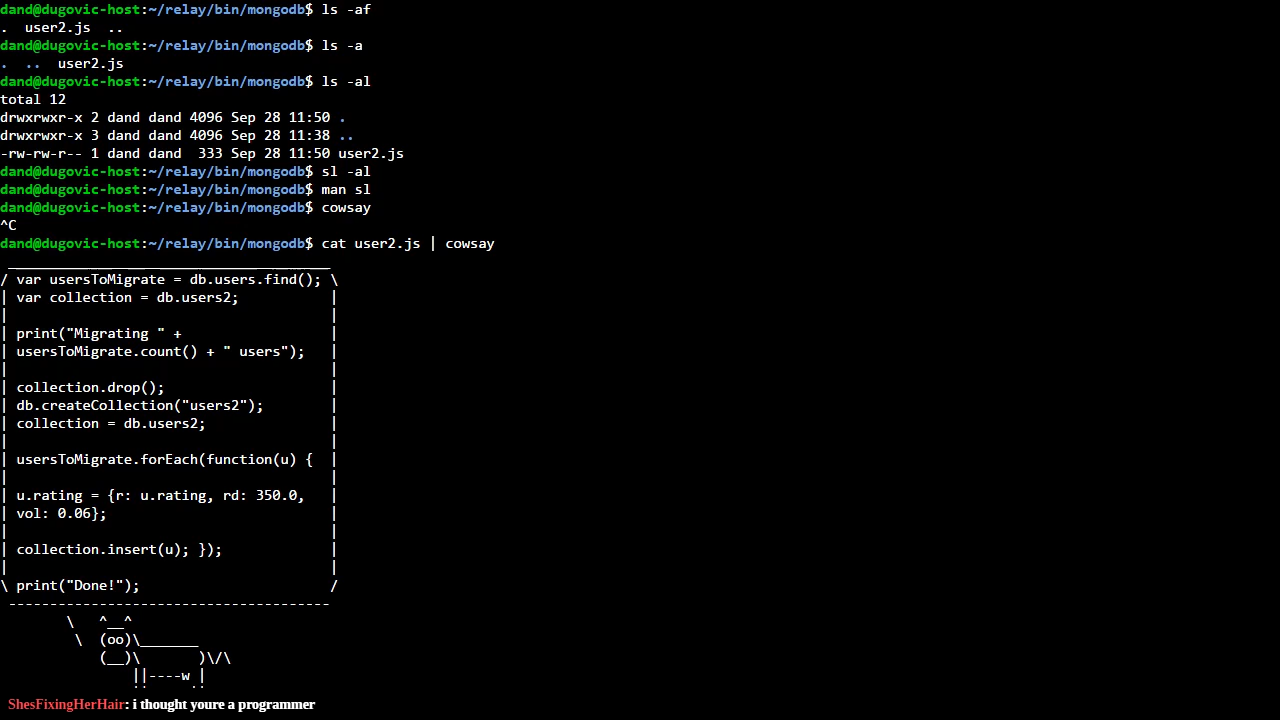 dand@dugovic-host:~/relay/bin/mongodb$ ls -af
.  user2.js  ..
dand@dugovic-host:~/relay/bin/mongodb$ ls -a
.  ..  user2.js
dand@dugovic-host:~/relay/bin/mongodb$ ls -al
total 12
drwxrwxr-x 2 dand dand 4096 Sep 28 11:50 .
drwxrwxr-x 3 dand dand 4096 Sep 28 11:38 ..
-rw-rw-r-- 1 dand dand  333 Sep 28 11:50 user2.js
dand@dugovic-host:~/relay/bin/mongodb$ sl -al
dand@dugovic-host:~/relay/bin/mongodb$ man sl
dand@dugovic-host:~/relay/bin/mongodb$ cowsay
^C
dand@dugovic-host:~/relay/bin/mongodb$ cat user2.js | cowsay
 _______________________________________
/ var usersToMigrate = db.users.find(); \
| var collection = db.users2;           |
|                                       |
| print("Migrating " +                  |
| usersToMigrate.count() + " users");   |
|                                       |
| collection.drop();                    |
| db.createCollection("users2");        |
| collection = db.users2;               |
|                                       |
| usersToMigrate.forEach(function(u) {  |
|                                       |
| u.rating = {r: u.rating, rd: 350.0,   |
| vol: 0.06};                           |
|                                       |
| collection.insert(u); });             |
|                                       |
\ print("Done!");                       /
 ---------------------------------------
        \   ^__^
         \  (oo)\_______
            (__)\       )\/\
                ||----w |
ShesFixingHerHair: i thought youre a programmer